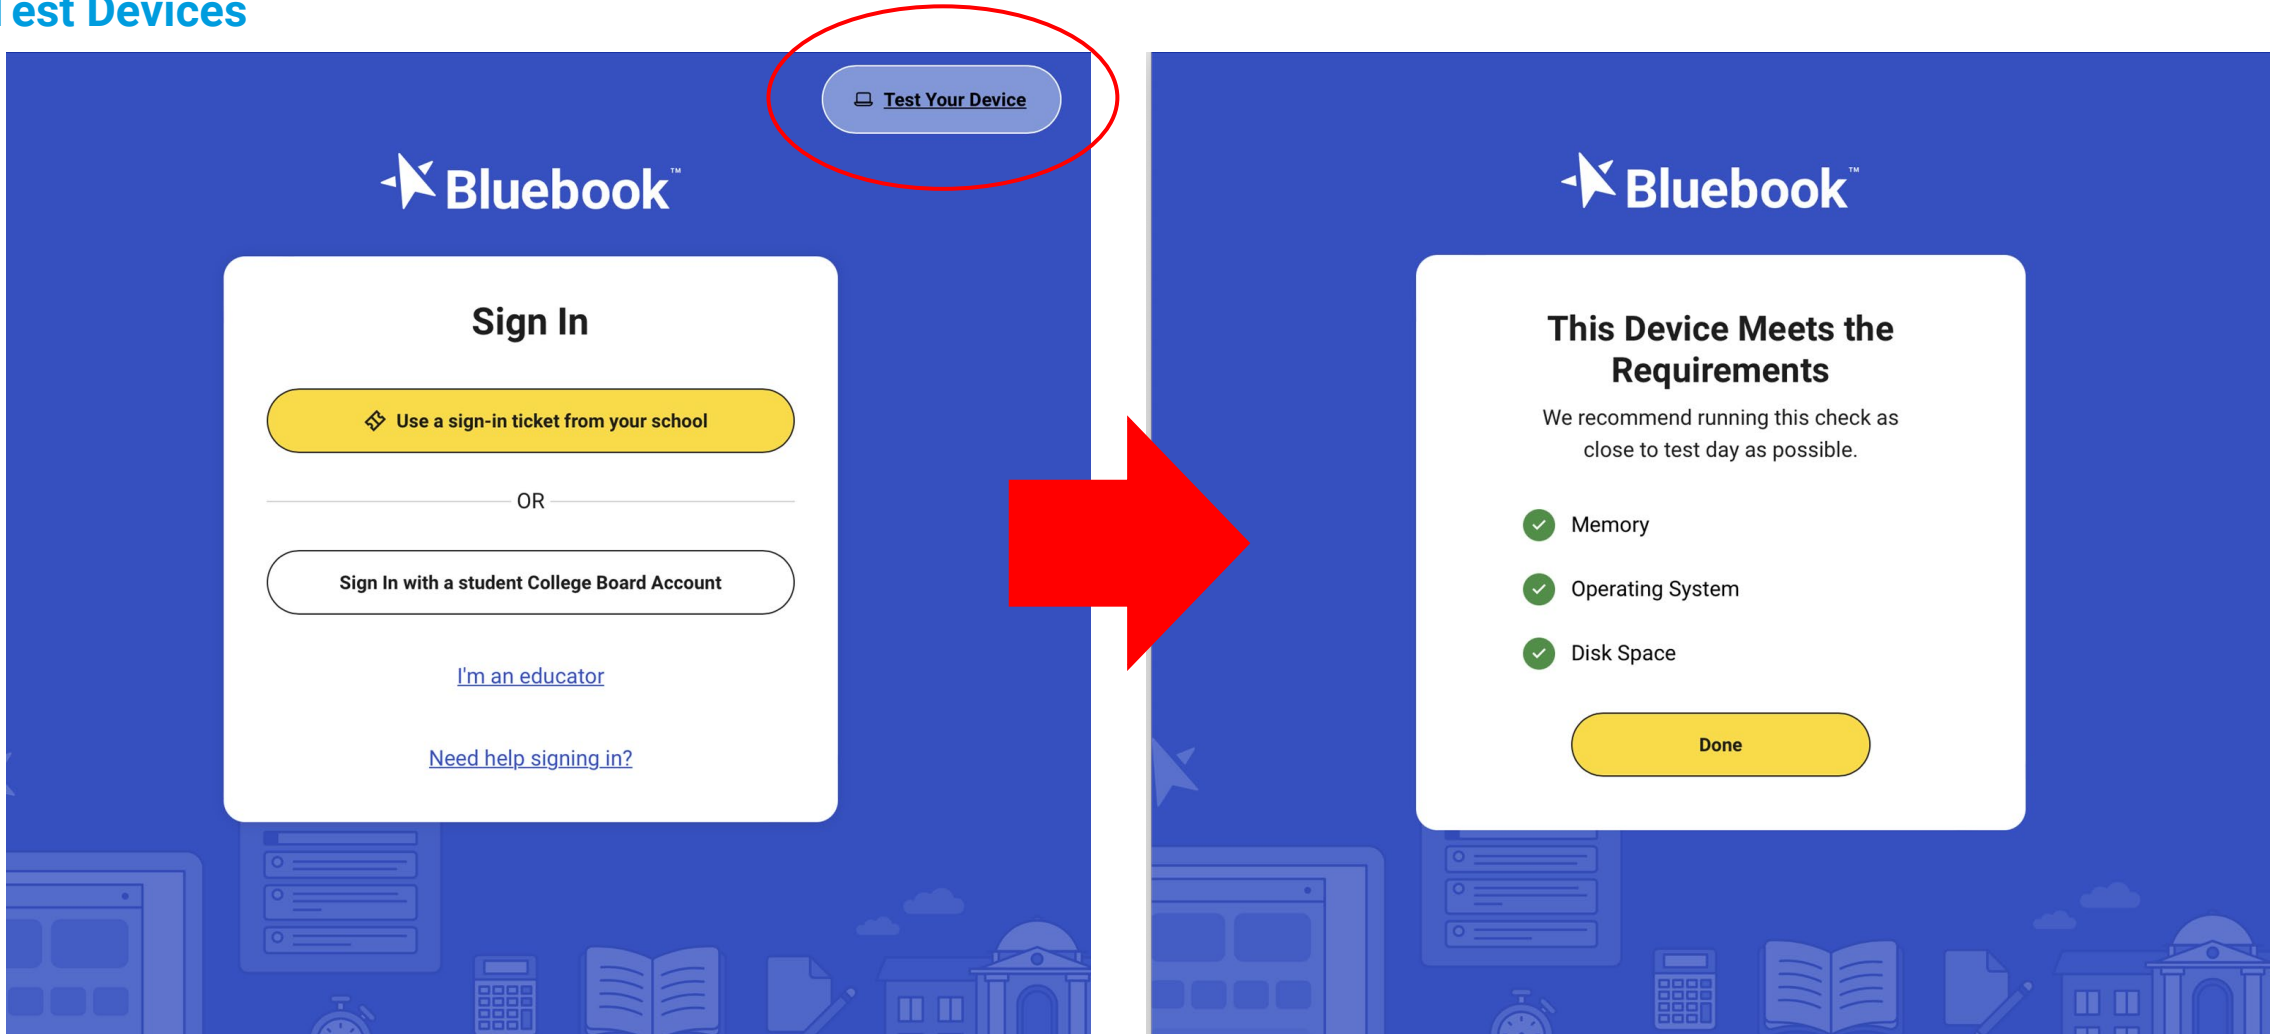 Test Devices
Test Your Device
Bluebook™
Sign In
Use a sign-in ticket from your school
OR
Sign In with a student College Board Account
I'm an educator
Need help signing in?
Bluebook™
This Device Meets the
Requirements
We recommend running this check as
close to test day as possible.
Memory
Operating System
Disk Space
Done